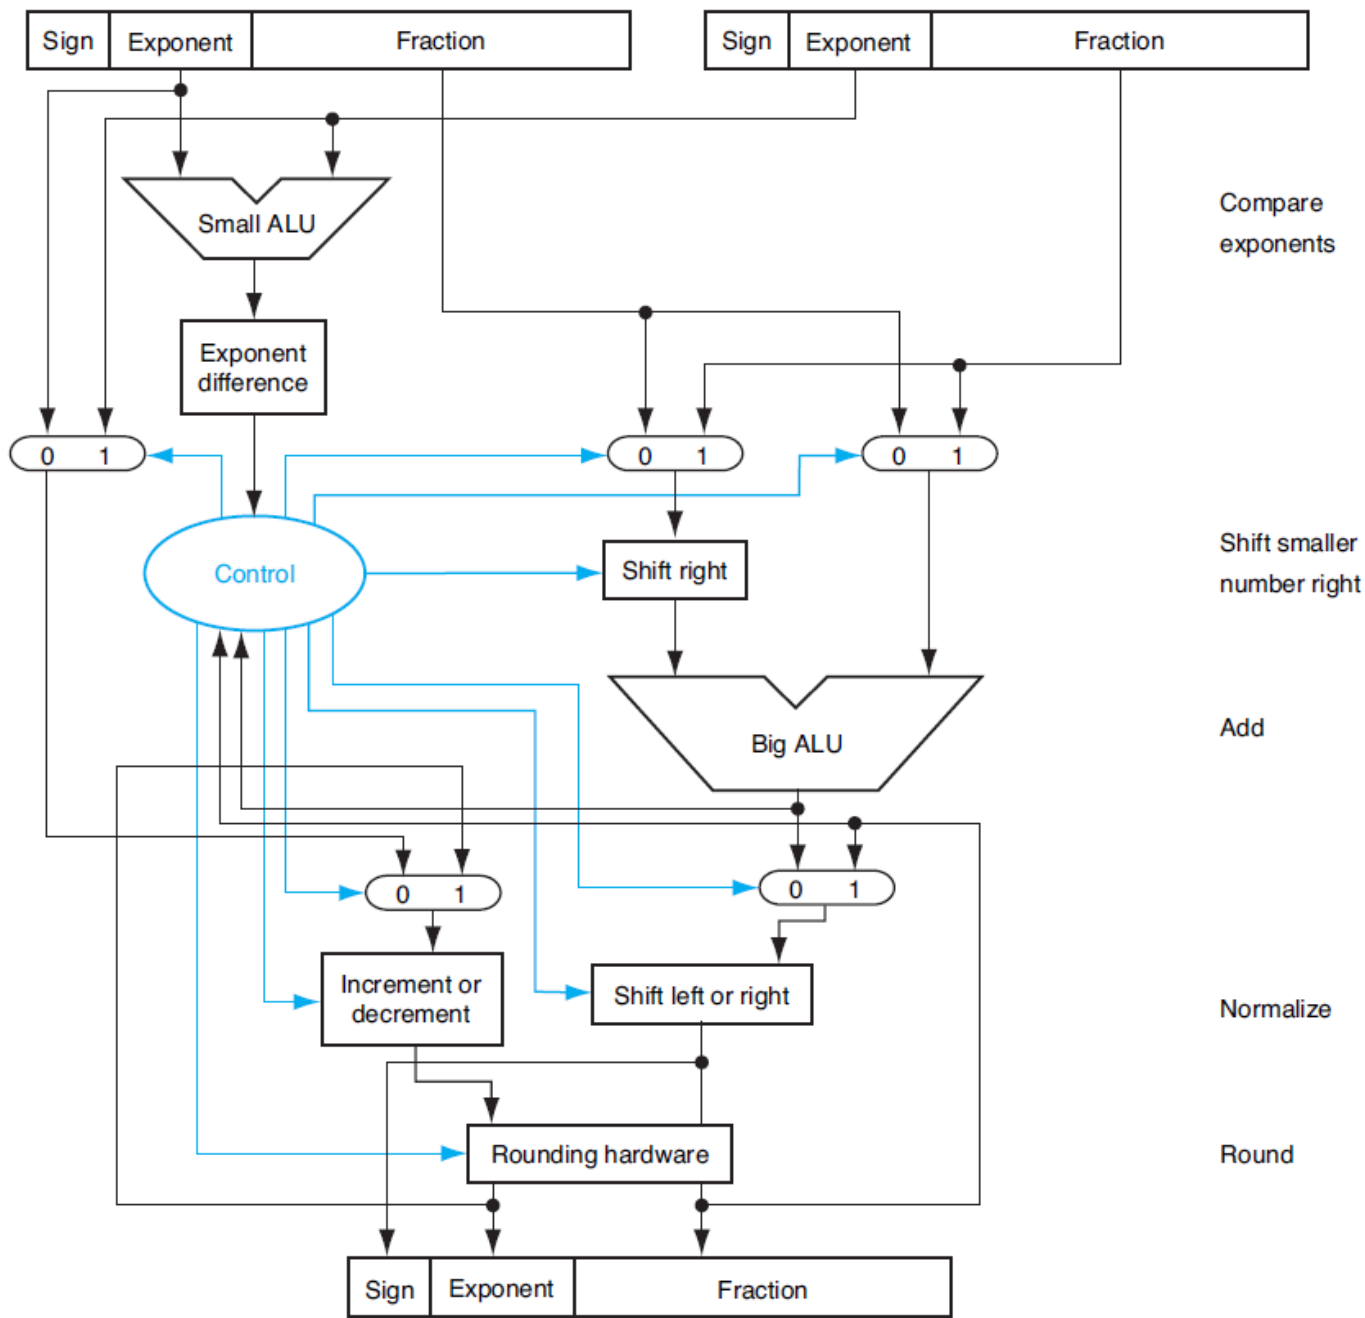 Sign Exponent Fraction Sign Exponent Fraction
Compare
exponents
Small ALU
Exponent
difference
0 1 0 1 0 1
Control
Shift right
Shift smaller
number right
Add
Big ALU
0 1 0 1
Increment or
decrement
Shift left or right
Normalize
Rounding hardware
Round
Sign Exponent Fraction